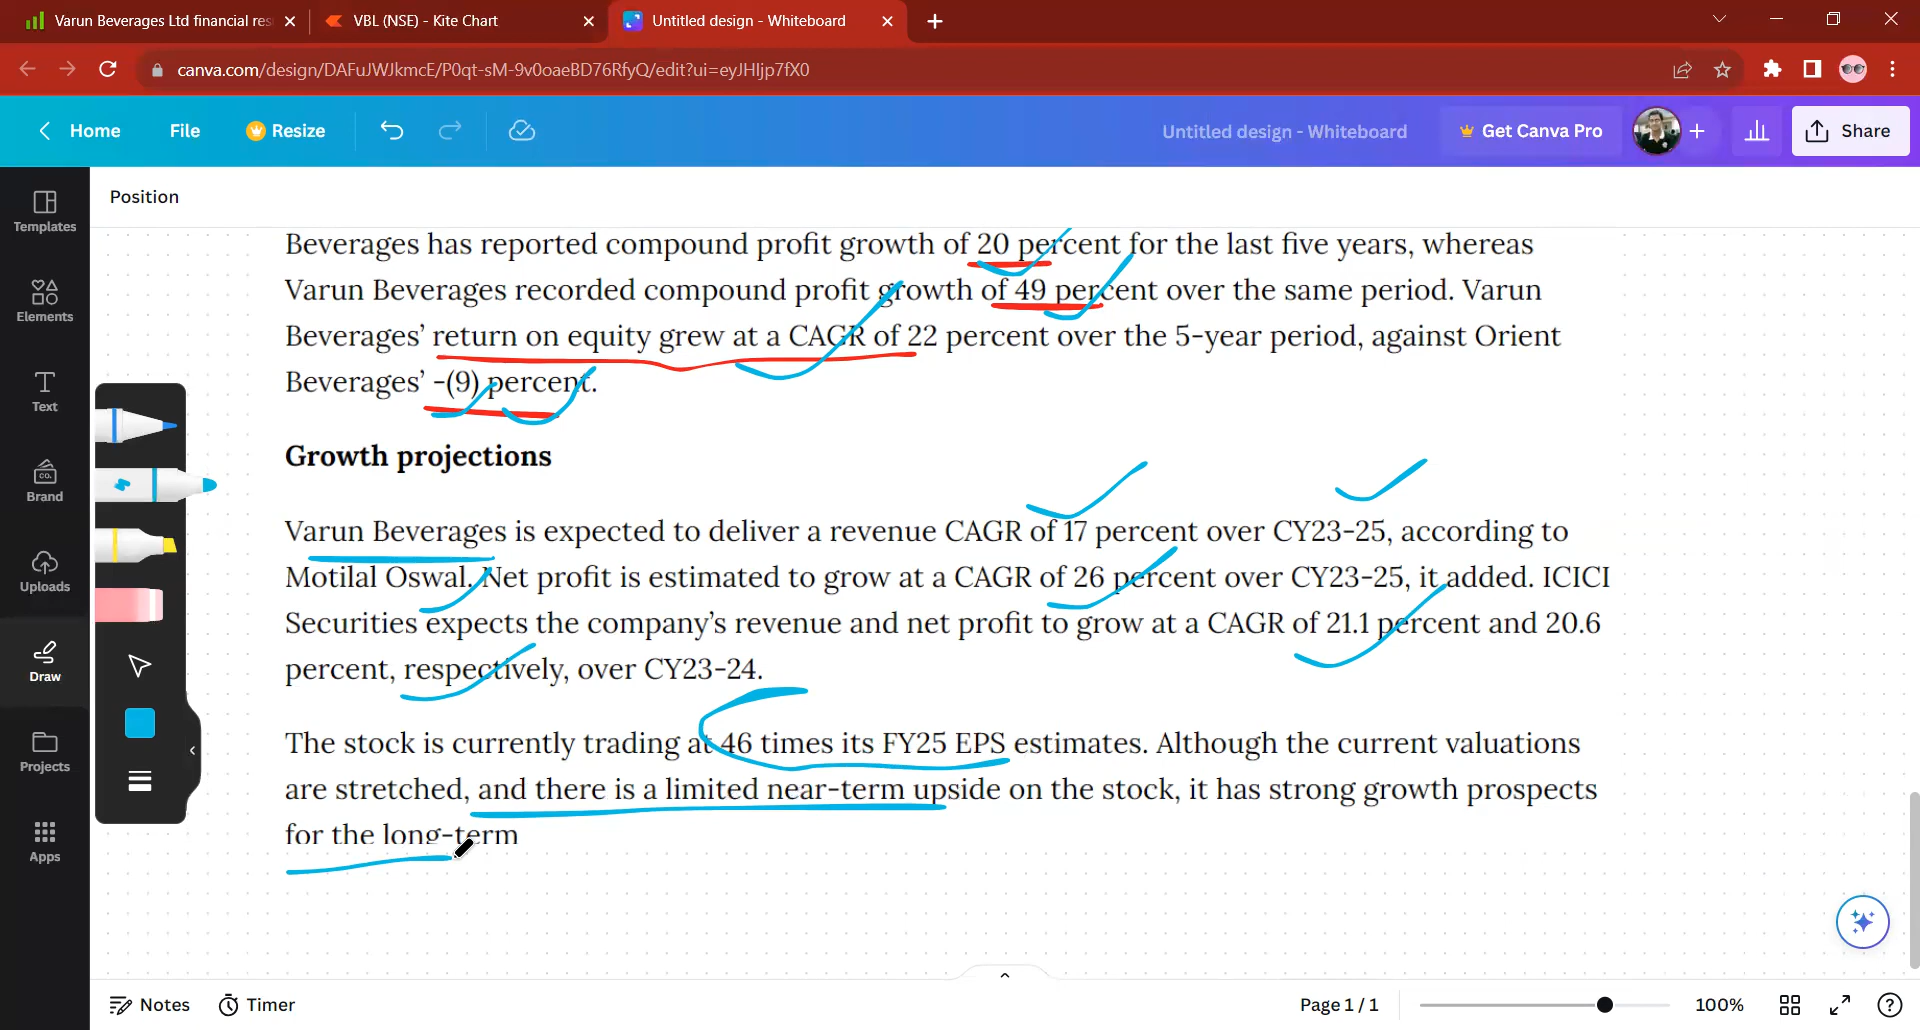 Varun Beverages Ltd financial res
VBL (NSE) - Kite Chart
Untitled design - Whiteboard
canva.com/design/DAFuJWJkmcE/P0qt-sM-9v0oaeBD76RfyQ/edit?ui=eyJHIjp7fX0
Home
File
Resize
Untitled design - Whiteboard
Get Canva Pro
Share
Position
Templates
Elements
Text
Brand
Uploads
Draw
Projects
Apps
Beverages has reported compound profit growth of 20 percent for the last five years, whereas
Varun Beverages recorded compound profit growth of 49 percent over the same period. Varun
Beverages’ return on equity grew at a CAGR of 22 percent over the 5-year period, against Orient
Beverages’ -(9) percent.
Growth projections
Varun Beverages is expected to deliver a revenue CAGR of 17 percent over CY23-25, according to
Motilal Oswal. Net profit is estimated to grow at a CAGR of 26 percent over CY23-25, it added. ICICI
Securities expects the company’s revenue and net profit to grow at a CAGR of 21.1 percent and 20.6
percent, respectively, over CY23-24.
The stock is currently trading at 46 times its FY25 EPS estimates. Although the current valuations
are stretched, and there is a limited near-term upside on the stock, it has strong growth prospects
for the long-term
Notes
Timer
Page 1 / 1
100%